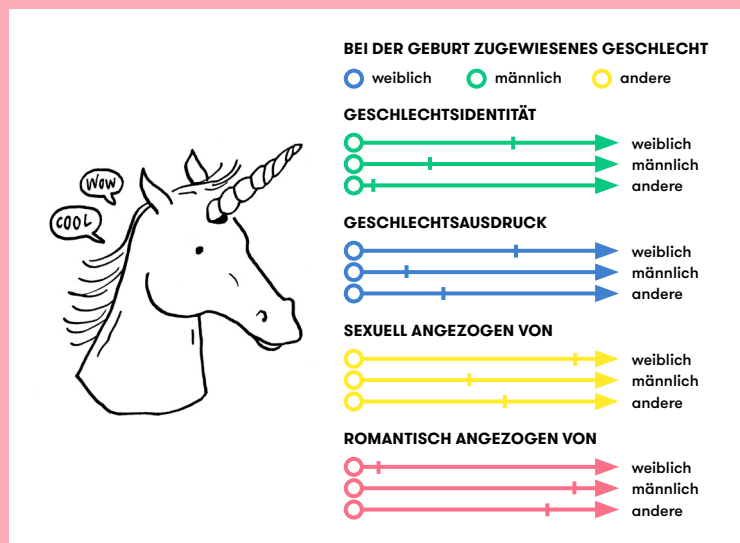 WOW
COOL
BEI DER GEBURT ZUGEWIESENES GESCHLECHT
weiblich männlich andere
GESCHLECHTSIDENTITÄT
weiblich
männlich
andere
GESCHLECHTSAUSDRUCK
weiblich
männlich
andere
SEXUELL ANGEZOGEN VON
weiblich
männlich
andere
ROMANTISCH ANGEZOGEN VON
weiblich
männlich
andere